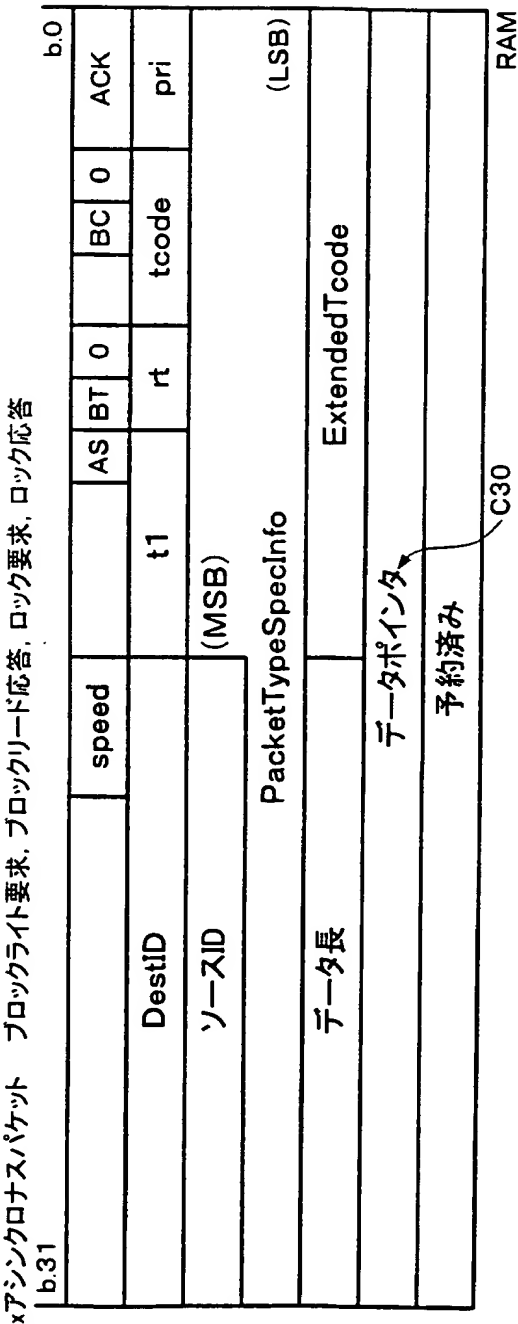 xアシンクロナスパケット ブロックライト要求, ブロックリード応答, ロック要求, ロック応答
b.31 b.0
speed AS BT 0 BC 0 ACK
DestID t1 rt tcode pri
ソースID (MSB)
PacketTypeSpecInfo (LSB)
データ長 ExtendedTcode
データポインタ
予約済み
C30
RAM